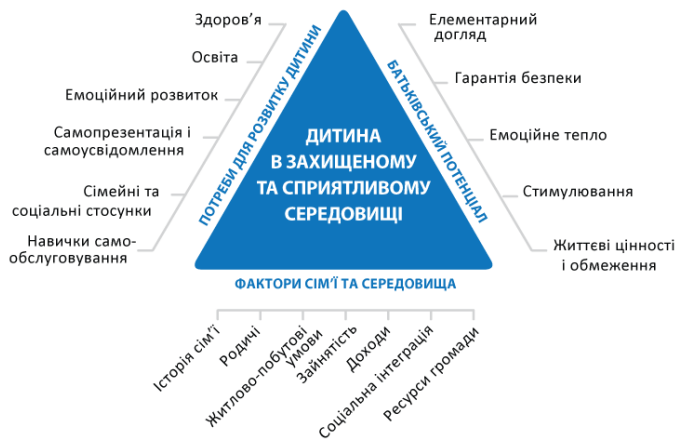 Здоров’я
Освіта
Емоційний розвиток
Самопрезентація і
самоусвідомлення
Сімейні та
соціальні стосунки
Навички само-
обслуговування
ПОТРЕБИ ДЛЯ РОЗВИТКУ ДИТИНИ
ДИТИНА
В ЗАХИЩЕНОМУ
ТА СПРИЯТЛИВОМУ
СЕРЕДОВИЩІ
БАТЬКІВСЬКИЙ ПОТЕНЦІАЛ
Елементарний
догляд
Гарантія безпеки
Емоційне тепло
Стимулювання
Життєві цінності
і обмеження
ФАКТОРИ СІМ’Ї ТА СЕРЕДОВИЩА
Історія сім’ї
Родичі
Житлово-побутові
умови
Зайнятість
Доходи
Соціальна інтеграція
Ресурси громади